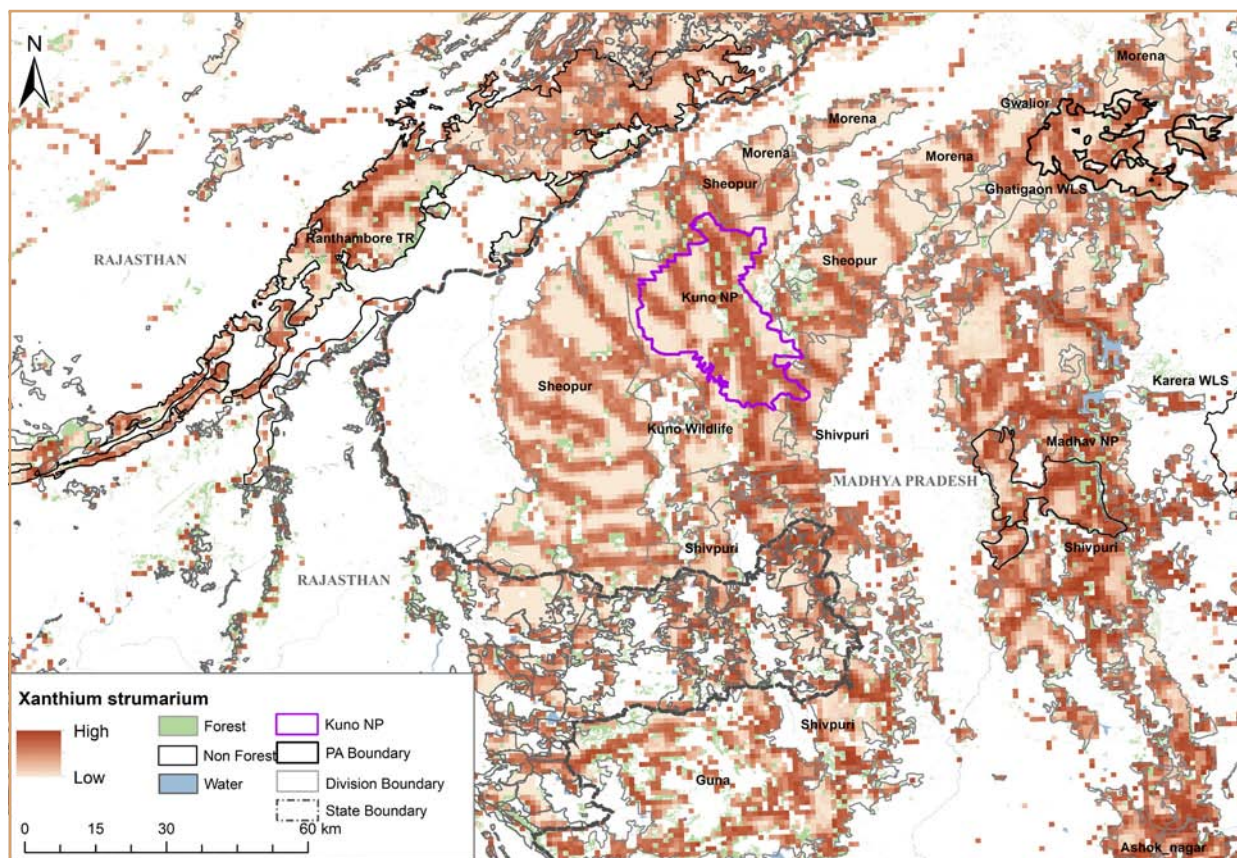 N
Morena
Gwalior
Morena
Morena
Morena
Sheopur
Ghatigaon WLS
Ranthambore TR
RAJASTHAN
Sheopur
Kuno NP
Karera WLS
Sheopur
Kuno Wildlife
Shivpuri
Madhav NP
MADHYA PRADESH
Shivpuri
Shivpuri
RAJASTHAN
Shivpuri
Guna
Ashok_nagar
Xanthium strumarium
High
Low
Forest
Non Forest
Water
Kuno NP
PA Boundary
Division Boundary
State Boundary
0 15 30 60 km